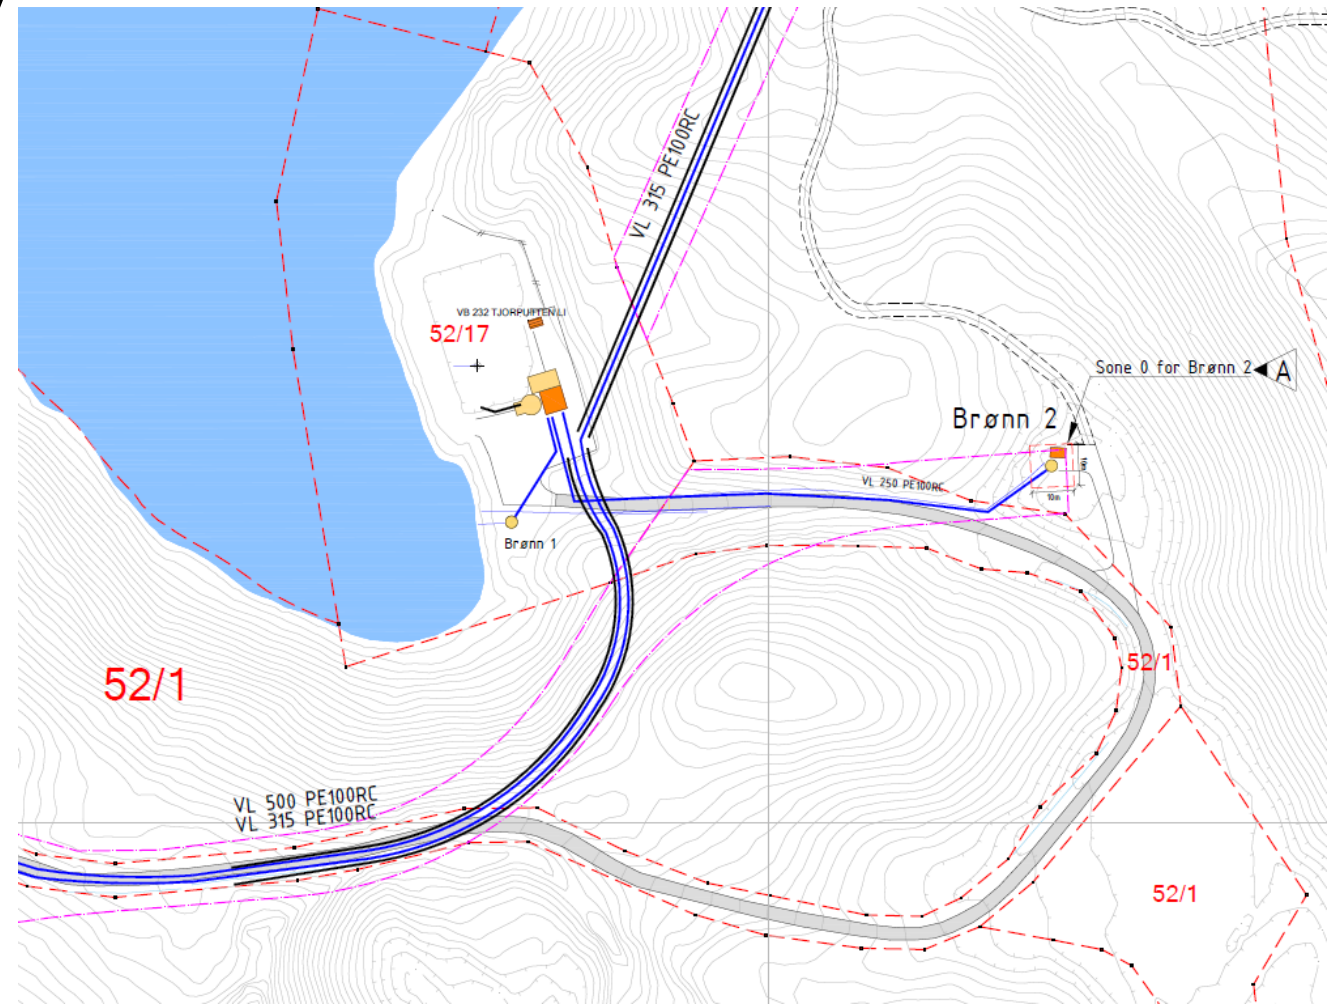 VL 315 PE100RC
VB 232 TJORPUTTEN LI
52/17
Sone 0 for Brønn 2
A
Brønn 2
VL 250 PE100RC
10m
10m
Brønn 1
52/1
52/1
VL 500 PE100RC
VL 315 PE100RC
52/1